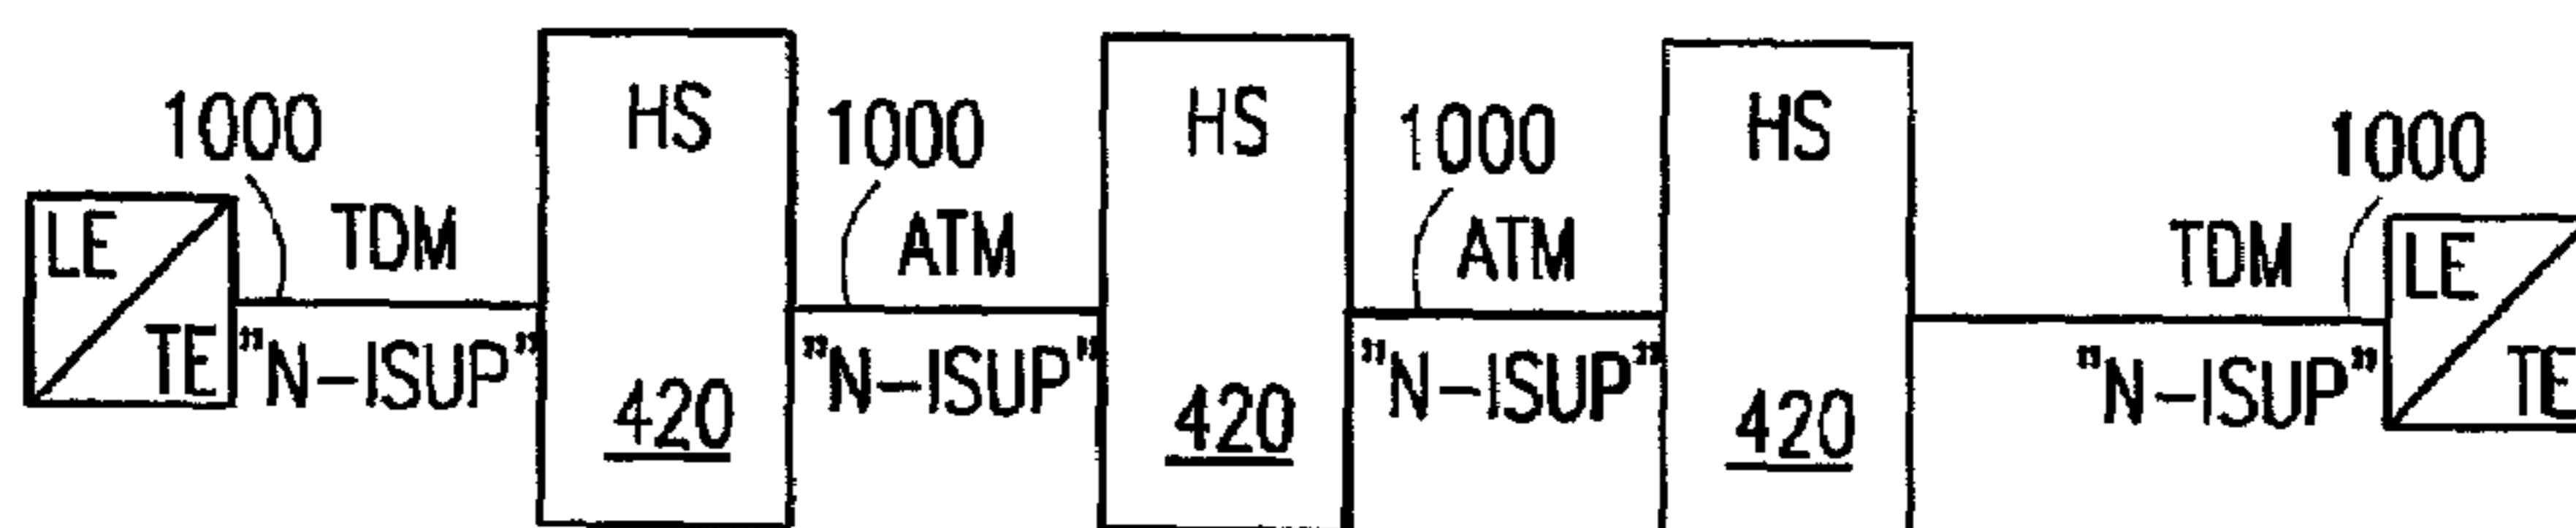 HS HS HS
1000 1000 1000 1000
LE TDM ATM ATM TDM LE
TE "N-ISUP" "N-ISUP" "N-ISUP" "N-ISUP" TE
420 420 420